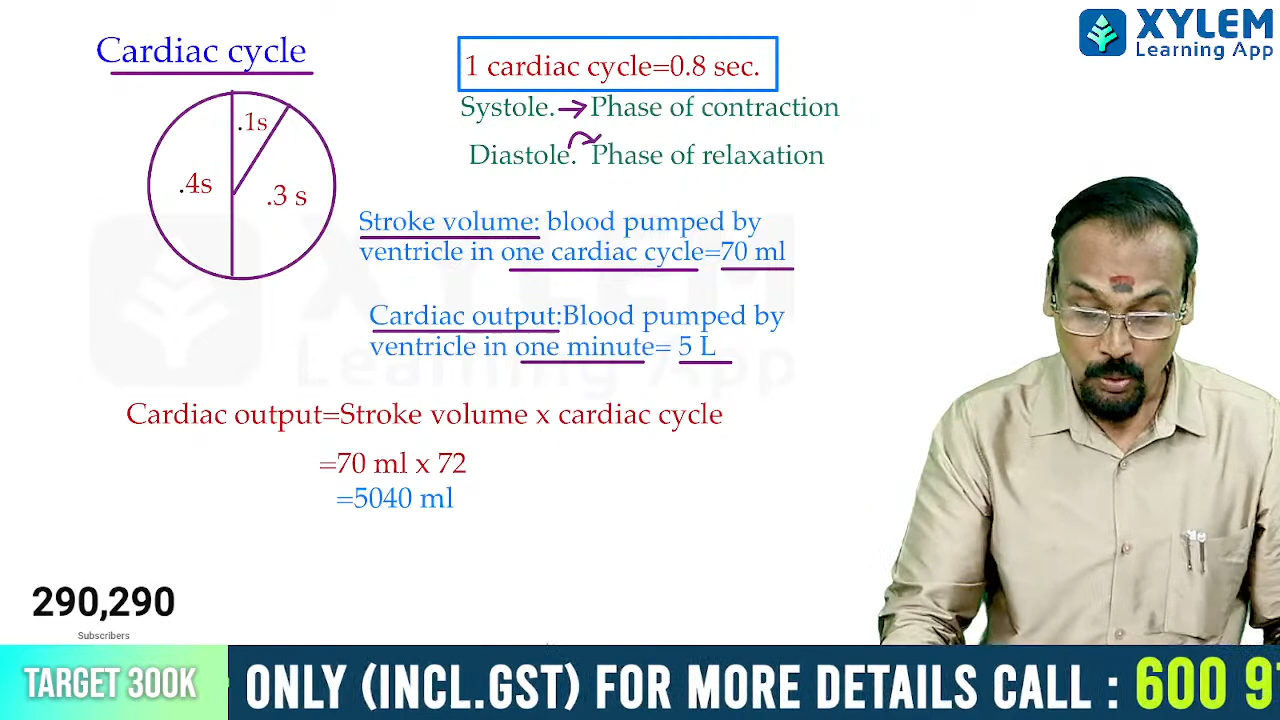 Cardiac cycle
.1s
.4s
.3 s
1 cardiac cycle=0.8 sec.
Systole. → Phase of contraction
Diastole. Phase of relaxation
Stroke volume: blood pumped by
ventricle in one cardiac cycle=70 ml
Cardiac output:Blood pumped by
ventricle in one minute= 5 L
Cardiac output=Stroke volume x cardiac cycle
=70 ml x 72
=5040 ml
XYLEM
Learning App
XYLEM
Learning App
290,290
Subscribers
TARGET 300K
ONLY (INCL.GST) FOR MORE DETAILS CALL : 600 9